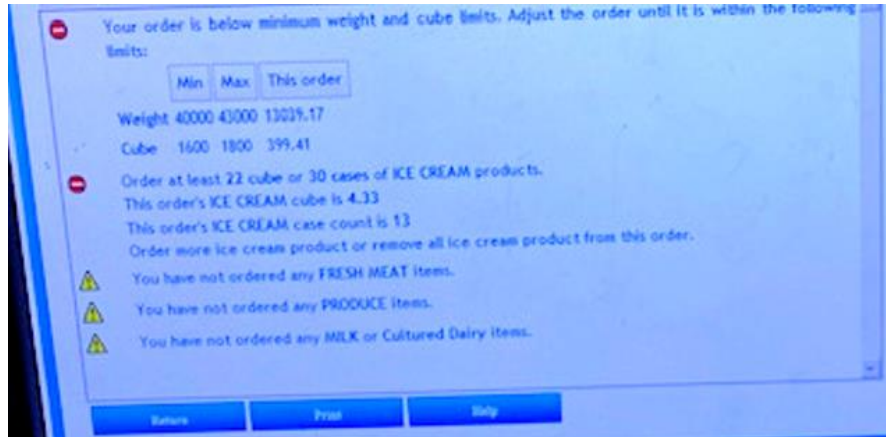 Your order is below minimum weight and cube limits. Adjust the order until it is within the following
limits:
Min Max This order
Weight 40000 43000 13039.17
Cube 1600 1800 399.41
Order at least 22 cube or 30 cases of ICE CREAM products.
This order's ICE CREAM cube is 4.33
This order's ICE CREAM case count is 13
Order more ice cream product or remove all ice cream product from this order.
You have not ordered any FRESH MEAT items.
You have not ordered any PRODUCE items.
You have not ordered any MILK or Cultured Dairy items.
Return Print Help